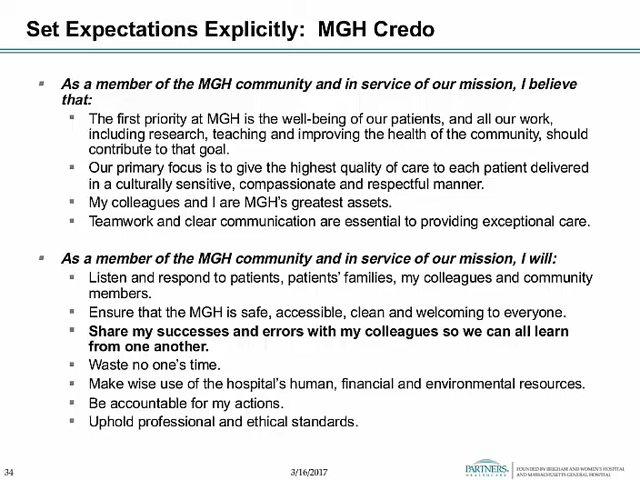 Set Expectations Explicitly: MGH Credo
As a member of the MGH community and in service of our mission, I believe
that:
The first priority at MGH is the well-being of our patients, and all our work,
including research, teaching and improving the health of the community, should
contribute to that goal.
Our primary focus is to give the highest quality of care to each patient delivered
in a culturally sensitive, compassionate and respectful manner.
My colleagues and I are MGH's greatest assets.
Teamwork and clear communication are essential to providing exceptional care.
As a member of the MGH community and in service of our mission, I will:
Listen and respond to patients, patients' families, my colleagues and community
members.
Ensure that the MGH is safe, accessible, clean and welcoming to everyone.
Share my successes and errors with my colleagues so we can all learn
from one another.
Waste no one's time.
Make wise use of the hospital's human, financial and environmental resources.
Be accountable for my actions.
Uphold professional and ethical standards.
34
3/16/2017
PARTNERS.
HEALTHCARE
FOUNDED BY BRIGHAM AND WOMEN'S HOSPITAL
AND MASSACHUSETTS GENERAL HOSPITAL